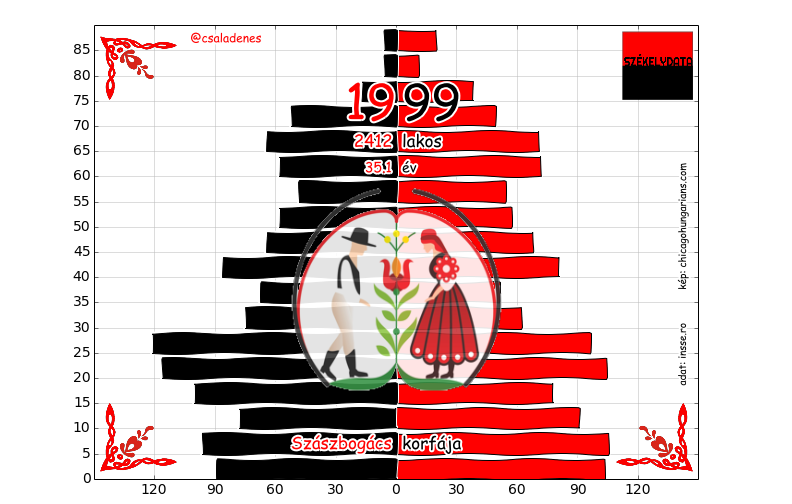 @csaladenes
SZÉKELYDATA
1999
2412 lakos
35.1 év
kép: chicagohungarians.com
adat: insse.ro
Szászbogács korfája
85
80
75
70
65
60
55
50
45
40
35
30
25
20
15
10
5
0
120 90 60 30 0 30 60 90 120